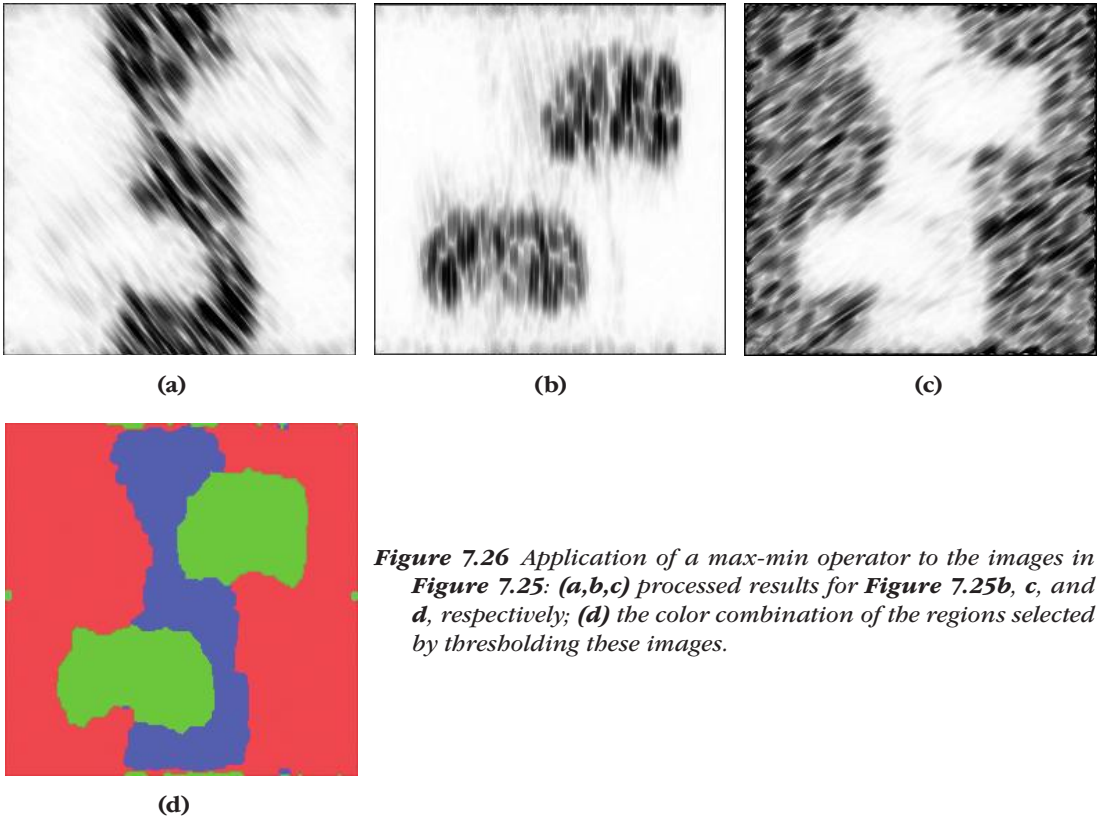 (a)
(b)
(c)
(d)
Figure 7.26 Application of a max-min operator to the images in
Figure 7.25: (a,b,c) processed results for Figure 7.25b, c, and
d, respectively; (d) the color combination of the regions selected
by thresholding these images.